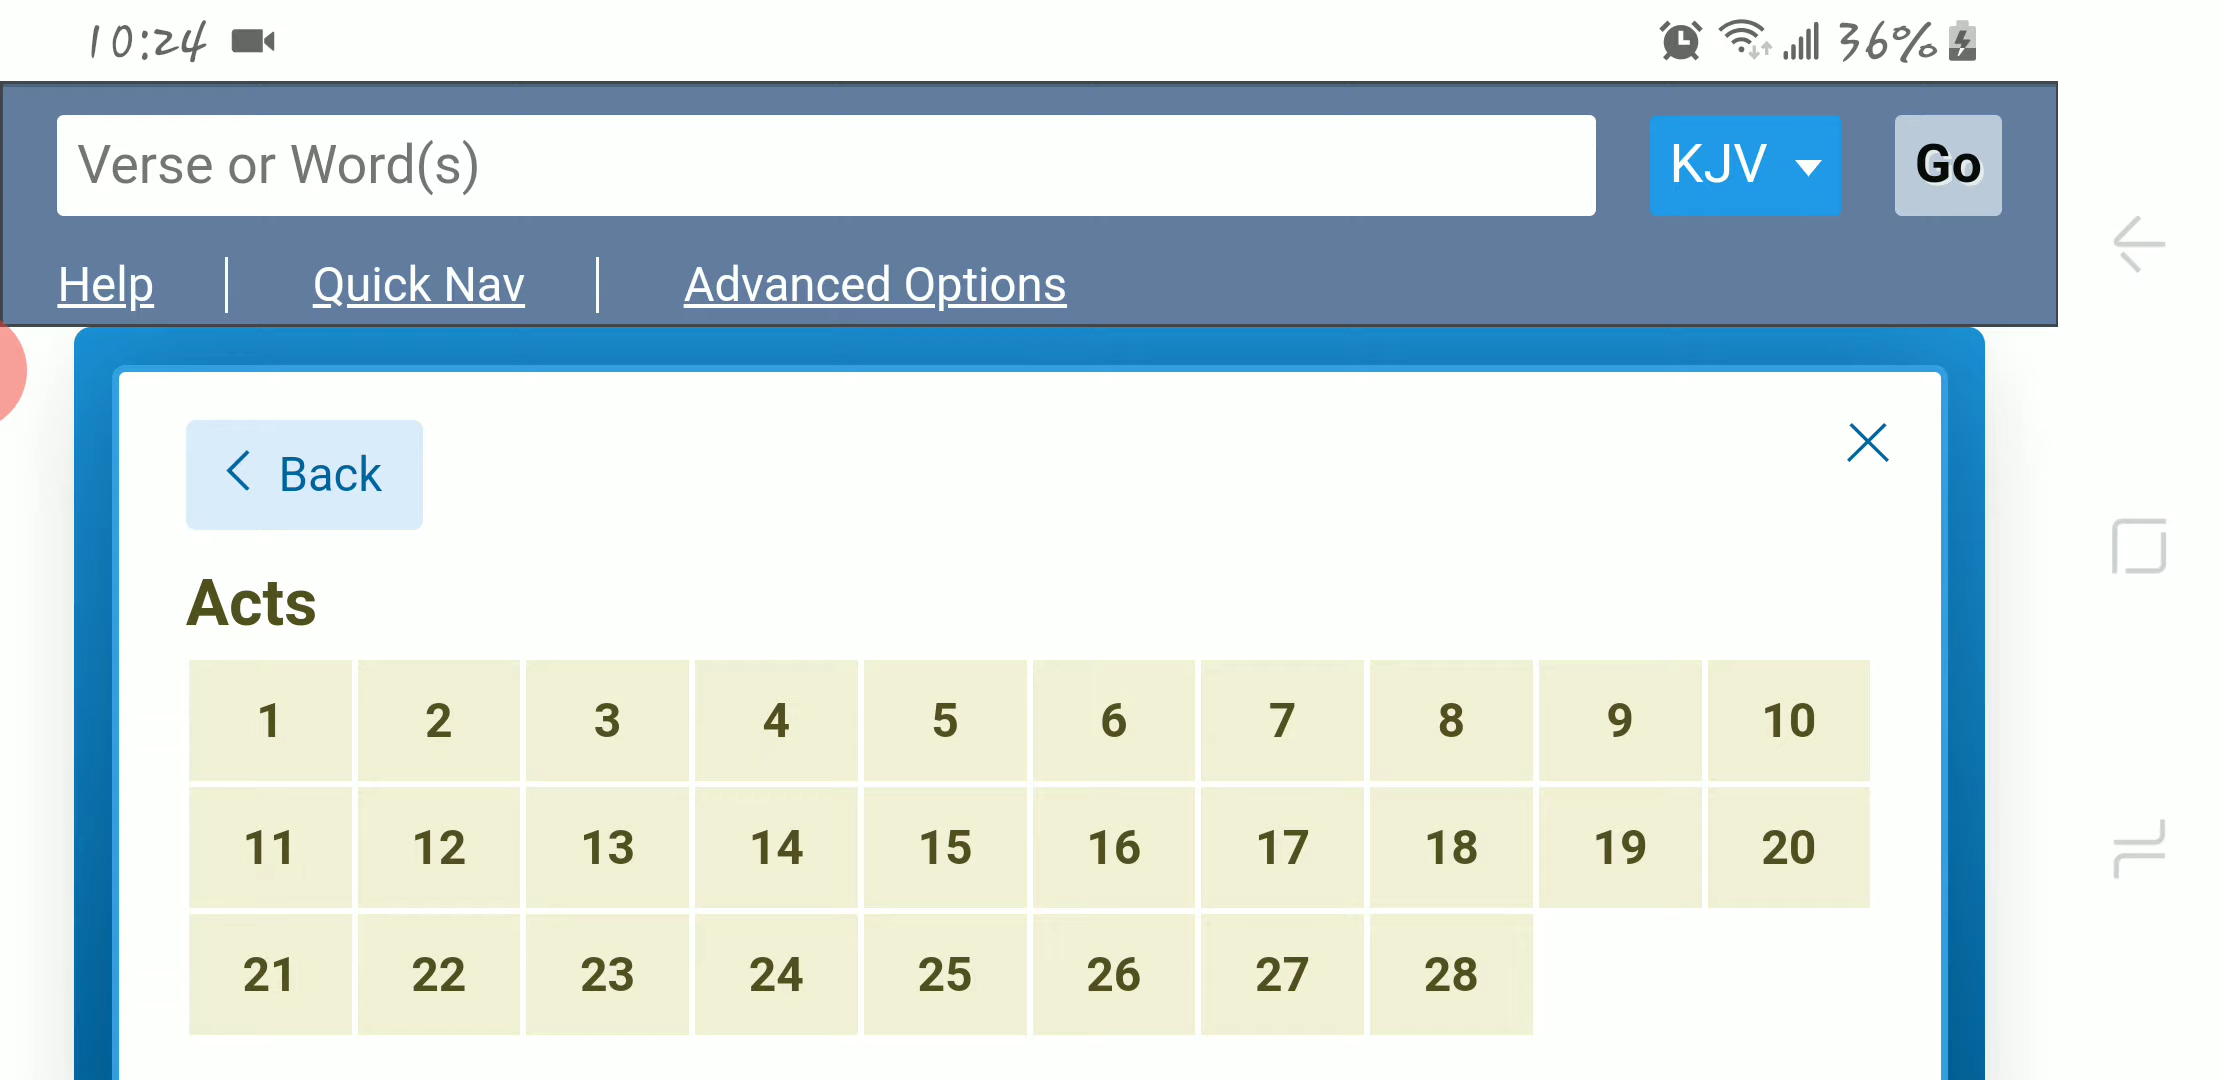 10:24 36%
Verse or Word(s) KJV Go
Help Quick Nav Advanced Options
Back
Acts
1 2 3 4 5 6 7 8 9 10
11 12 13 14 15 16 17 18 19 20
21 22 23 24 25 26 27 28